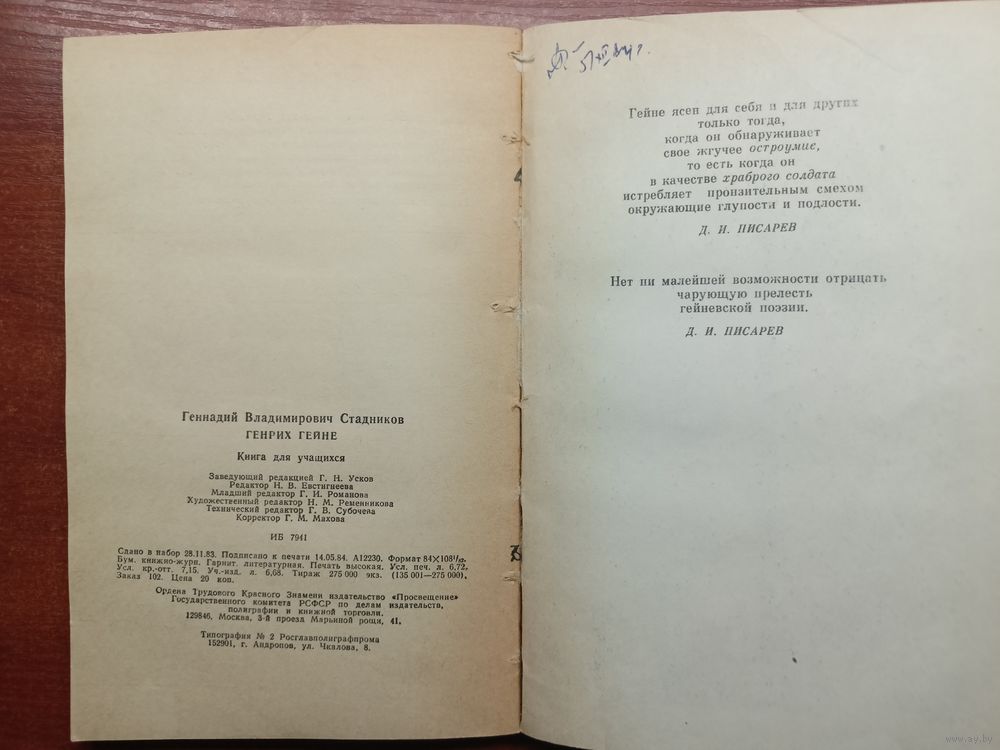 Геннадий Владимирович Стадников
ГЕНРИХ ГЕЙНЕ
Книга для учащихся
Заведующий редакцией Г. Н. Усков
Редактор Н. В. Евстигнеева
Младший редактор Г. И. Романова
Художественный редактор Н. М. Ременникова
Технический редактор Г. В. Субочева
Корректор Г. М. Махова
ИБ 7941
Сдано в набор 28.11.83. Подписано к печати 14.05.84. А12230. Формат 84×108¹/₃₂.
Бум. книжно-журн. Гарнит. литературная. Печать высокая. Усл. печ. л. 6,72.
Усл. кр.-отт. 7,15. Уч.-изд. л. 6,68. Тираж 275 000 экз. (135 001—275 000).
Заказ 102. Цена 20 коп.
Ордена Трудового Красного Знамени издательство «Просвещение»
Государственного комитета РСФСР по делам издательств,
полиграфии и книжной торговли.
129846, Москва, 3-й проезд Марьиной рощи, 41.
Типография № 2 Росглавполиграфпрома
152901, г. Андропов, ул. Чкалова, 8.
Гейне ясен для себя и для других
только тогда,
когда он обнаруживает
свое жгучее остроумие,
то есть когда он
в качестве храброго солдата
истребляет пронзительным смехом
окружающие глупости и подлости.
Д. И. ПИСАРЕВ
Нет ни малейшей возможности отрицать
чарующую прелесть
гейневской поэзии.
Д. И. ПИСАРЕВ
www.ay.by